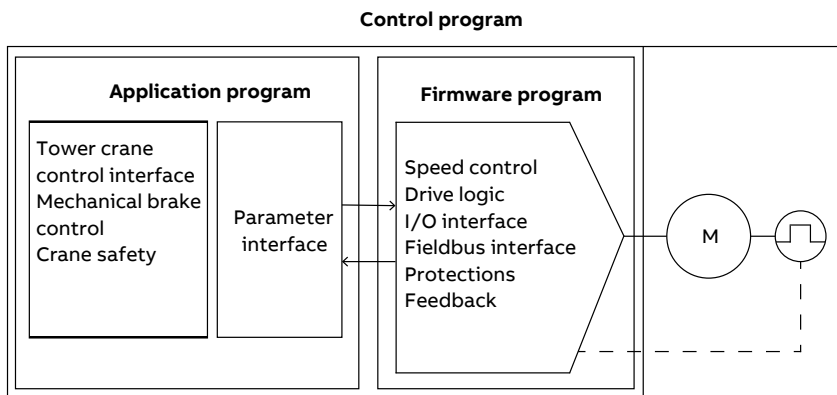 Control program
Application program
Firmware program
Tower crane
control interface
Mechanical brake
control
Crane safety
Parameter
interface
Speed control
Drive logic
I/O interface
Fieldbus interface
Protections
Feedback
M